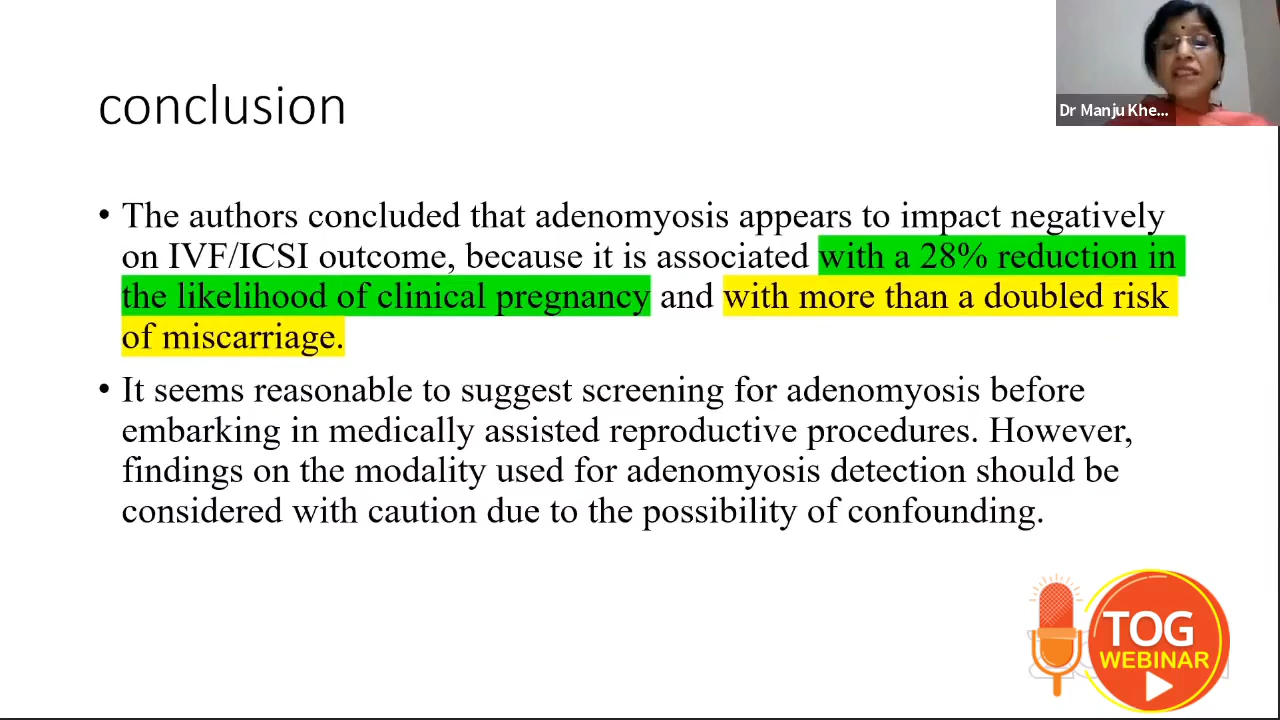 Dr Manju Khe...
conclusion
• The authors concluded that adenomyosis appears to impact negatively
on IVF/ICSI outcome, because it is associated with a 28% reduction in
the likelihood of clinical pregnancy and with more than a doubled risk
of miscarriage.
• It seems reasonable to suggest screening for adenomyosis before
embarking in medically assisted reproductive procedures. However,
findings on the modality used for adenomyosis detection should be
considered with caution due to the possibility of confounding.
TOG
WEBINAR